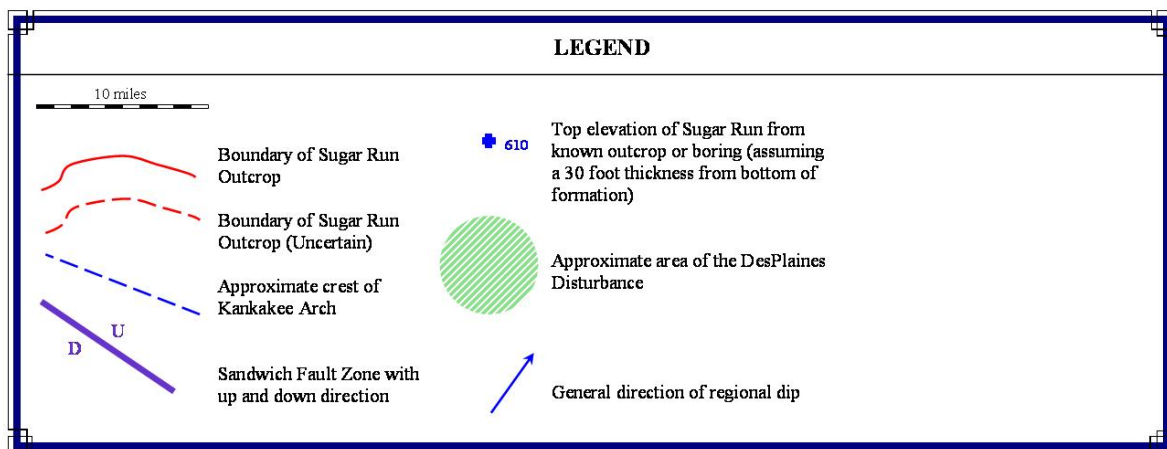 LEGEND
10 miles
Boundary of Sugar Run
Outcrop
Boundary of Sugar Run
Outcrop (Uncertain)
Approximate crest of
Kankakee Arch
U
D
Sandwich Fault Zone with
up and down direction
610
Top elevation of Sugar Run from
known outcrop or boring (assuming
a 30 foot thickness from bottom of
formation)
Approximate area of the DesPlaines
Disturbance
General direction of regional dip